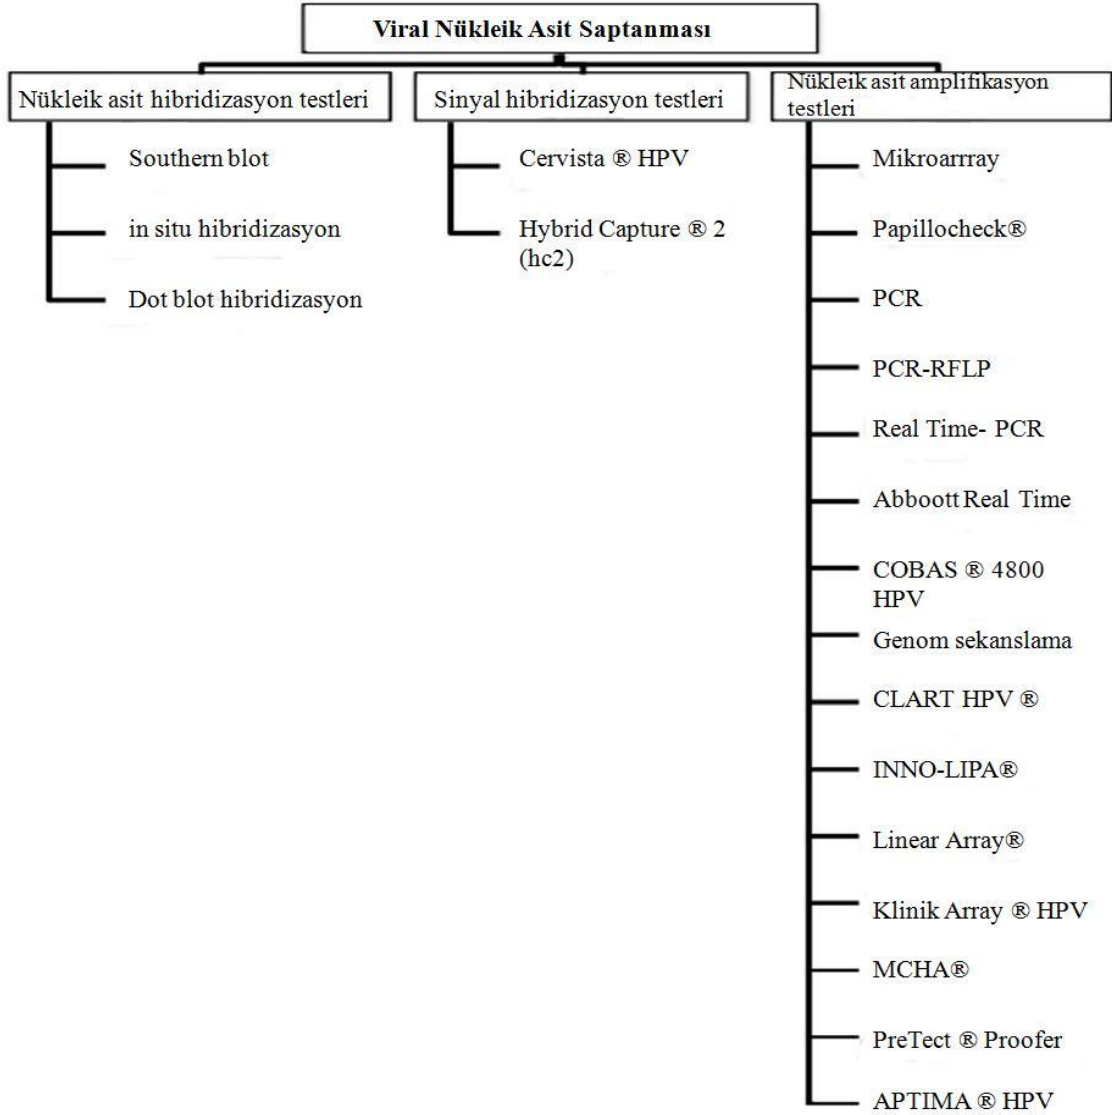 Viral Nükleik Asit Saptanması
Nükleik asit hibridizasyon testleri
Southern blot
in situ hibridizasyon
Dot blot hibridizasyon
Sinyal hibridizasyon testleri
Cervista ® HPV
Hybrid Capture ® 2
(hc2)
Nükleik asit amplifikasyon
testleri
Mikroarrray
Papillocheck®
PCR
PCR-RFLP
Real Time- PCR
Abboott Real Time
COBAS ® 4800
HPV
Genom sekanslama
CLART HPV ®
INNO-LIPA®
Linear Array®
Klinik Array ® HPV
MCHA®
PreTect ® Proofer
APTIMA ® HPV